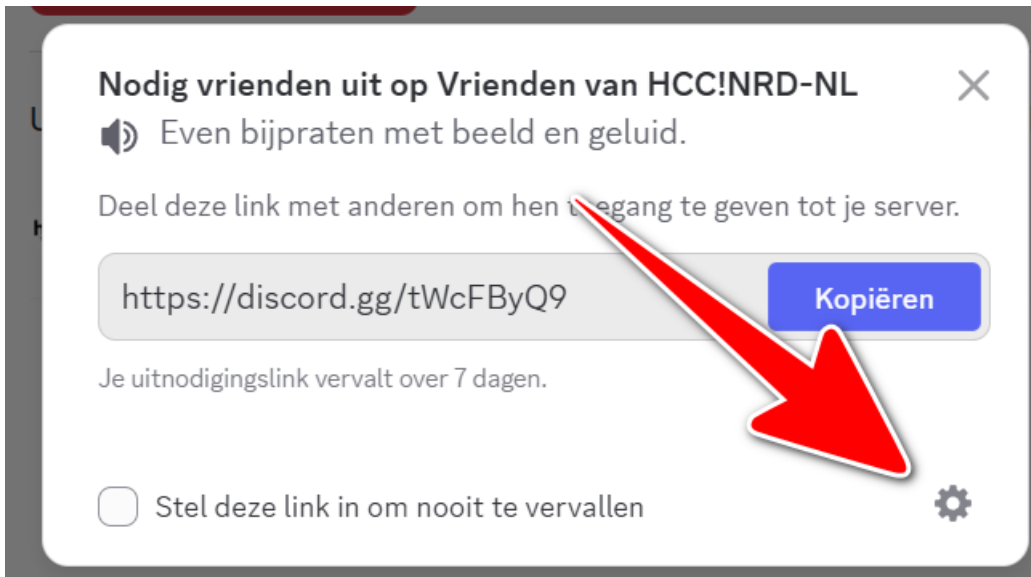 Nodig vrienden uit op Vrienden van HCC!NRD-NL
Even bijpraten met beeld en geluid.
Deel deze link met anderen om hen toegang te geven tot je server.
https://discord.gg/tWcFByQ9
Kopiëren
Je uitnodigingslink vervalt over 7 dagen.
Stel deze link in om nooit te vervallen